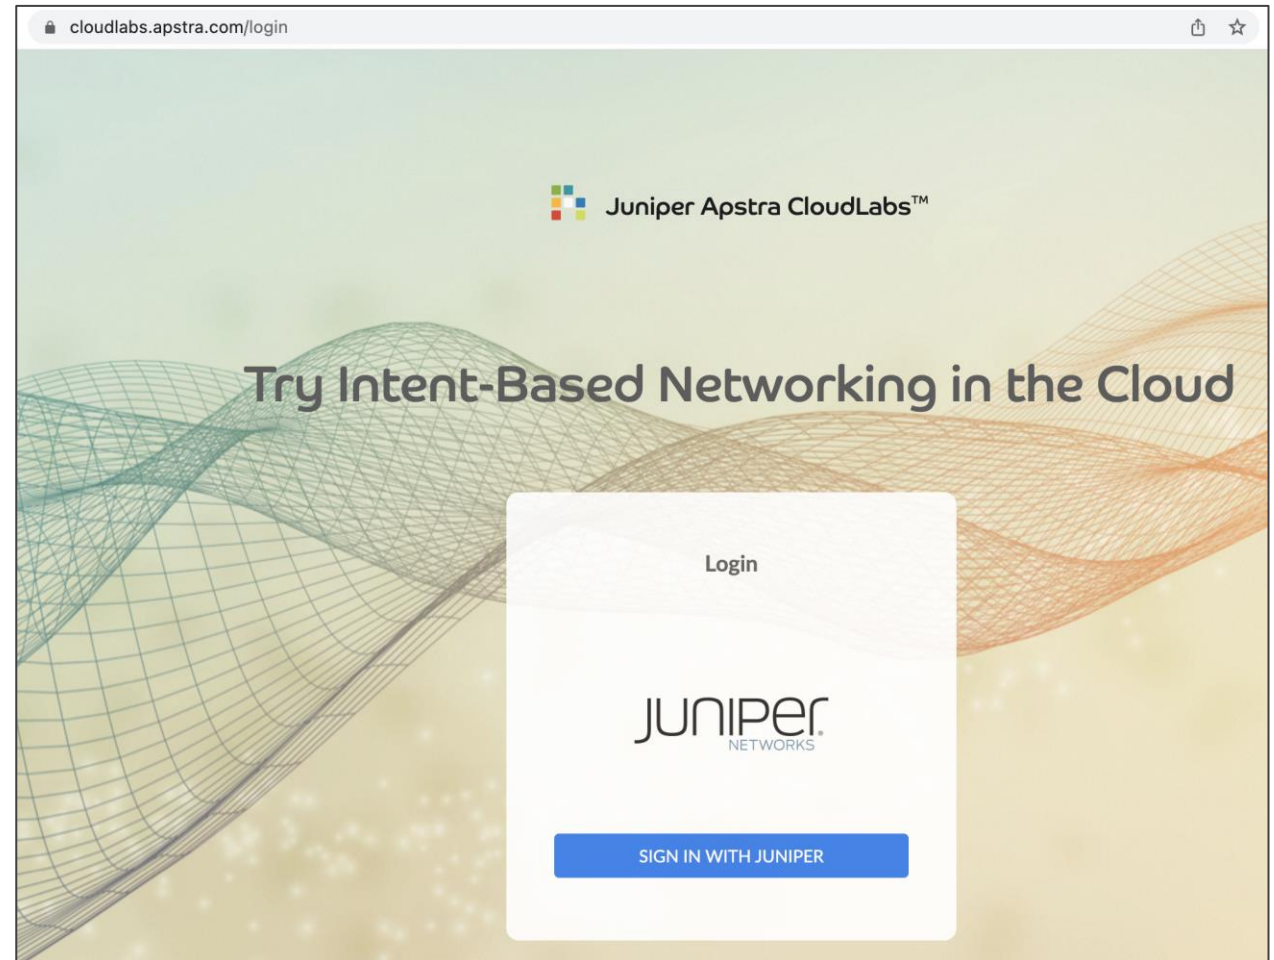 cloudlabs.apstra.com/login
Juniper Apstra CloudLabs™
Try Intent-Based Networking in the Cloud
Login
JUNIPEr
NETWORKS
SIGN IN WITH JUNIPER